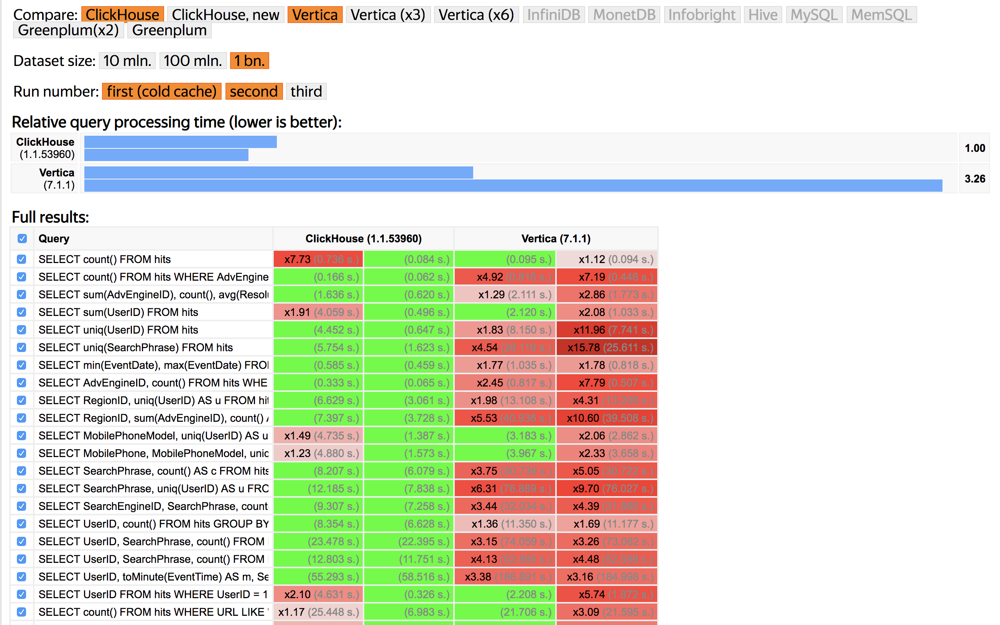 Compare: ClickHouse ClickHouse, new Vertica Vertica (x3) Vertica (x6) InfiniDB MonetDB Infobright Hive MySQL MemSQL
Greenplum(x2) Greenplum
Dataset size: 10 mln. 100 mln. 1 bn.
Run number: first (cold cache) second third
Relative query processing time (lower is better):
ClickHouse
(1.1.53960)
1.00
Vertica
(7.1.1)
3.26
Full results:
Query ClickHouse (1.1.53960) Vertica (7.1.1)
SELECT count() FROM hits x7.73 (0.736 s.) (0.084 s.) (0.095 s.) x1.12 (0.094 s.)
SELECT count() FROM hits WHERE AdvEngine (0.166 s.) (0.062 s.) x4.92 (0.816 s.) x7.19 (0.446 s.)
SELECT sum(AdvEngineID), count(), avg(Resolu (1.636 s.) (0.620 s.) x1.29 (2.111 s.) x2.86 (1.773 s.)
SELECT sum(UserID) FROM hits x1.91 (4.059 s.) (0.496 s.) (2.120 s.) x2.08 (1.033 s.)
SELECT uniq(UserID) FROM hits (4.452 s.) (0.647 s.) x1.83 (8.150 s.) x11.96 (7.741 s.)
SELECT uniq(SearchPhrase) FROM hits (5.754 s.) (1.623 s.) x4.54 (26.119 s.) x15.78 (25.611 s.)
SELECT min(EventDate), max(EventDate) FROM (0.585 s.) (0.459 s.) x1.77 (1.035 s.) x1.78 (0.818 s.)
SELECT AdvEngineID, count() FROM hits WHE (0.333 s.) (0.065 s.) x2.45 (0.817 s.) x7.79 (0.507 s.)
SELECT RegionID, uniq(UserID) AS u FROM hit (6.629 s.) (3.061 s.) x1.98 (13.108 s.) x4.31 (13.206 s.)
SELECT RegionID, sum(AdvEngineID), count() A (7.397 s.) (3.728 s.) x5.53 (40.936 s.) x10.60 (39.508 s.)
SELECT MobilePhoneModel, uniq(UserID) AS u x1.49 (4.735 s.) (1.387 s.) (3.183 s.) x2.06 (2.862 s.)
SELECT MobilePhone, MobilePhoneModel, uniq x1.23 (4.880 s.) (1.573 s.) (3.967 s.) x2.33 (3.658 s.)
SELECT SearchPhrase, count() AS c FROM hits (8.207 s.) (6.079 s.) x3.75 (30.739 s.) x5.05 (30.722 s.)
SELECT SearchPhrase, uniq(UserID) AS u FRO (12.185 s.) (7.838 s.) x6.31 (76.889 s.) x9.70 (76.027 s.)
SELECT SearchEngineID, SearchPhrase, count( (9.307 s.) (7.258 s.) x3.44 (32.034 s.) x4.39 (31.866 s.)
SELECT UserID, count() FROM hits GROUP BY (8.354 s.) (6.628 s.) x1.36 (11.350 s.) x1.69 (11.177 s.)
SELECT UserID, SearchPhrase, count() FROM (23.478 s.) (22.395 s.) x3.15 (74.059 s.) x3.26 (73.062 s.)
SELECT UserID, SearchPhrase, count() FROM (12.803 s.) (11.751 s.) x4.13 (52.895 s.) x4.48 (52.588 s.)
SELECT UserID, toMinute(EventTime) AS m, Se (55.293 s.) (58.516 s.) x3.38 (186.891 s.) x3.16 (184.998 s.)
SELECT UserID FROM hits WHERE UserID = 1 x2.10 (4.631 s.) (0.326 s.) (2.208 s.) x5.74 (1.872 s.)
SELECT count() FROM hits WHERE URL LIKE ' x1.17 (25.448 s.) (6.983 s.) (21.706 s.) x3.09 (21.595 s.)